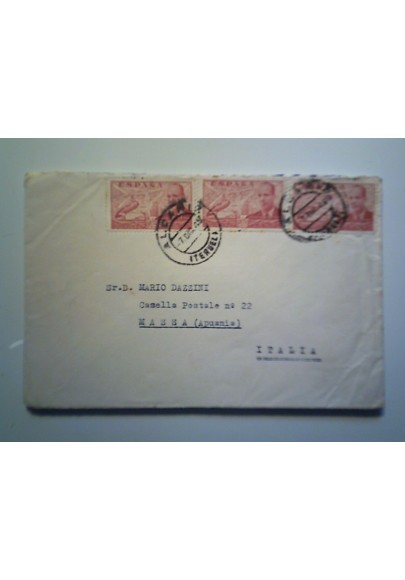 ESPAÑA ESPAÑA
(TERUEL)
Sr.D. MARIO DAZZINI
Casella Postale nº 22
MASSA (Apuania)
ITALIA